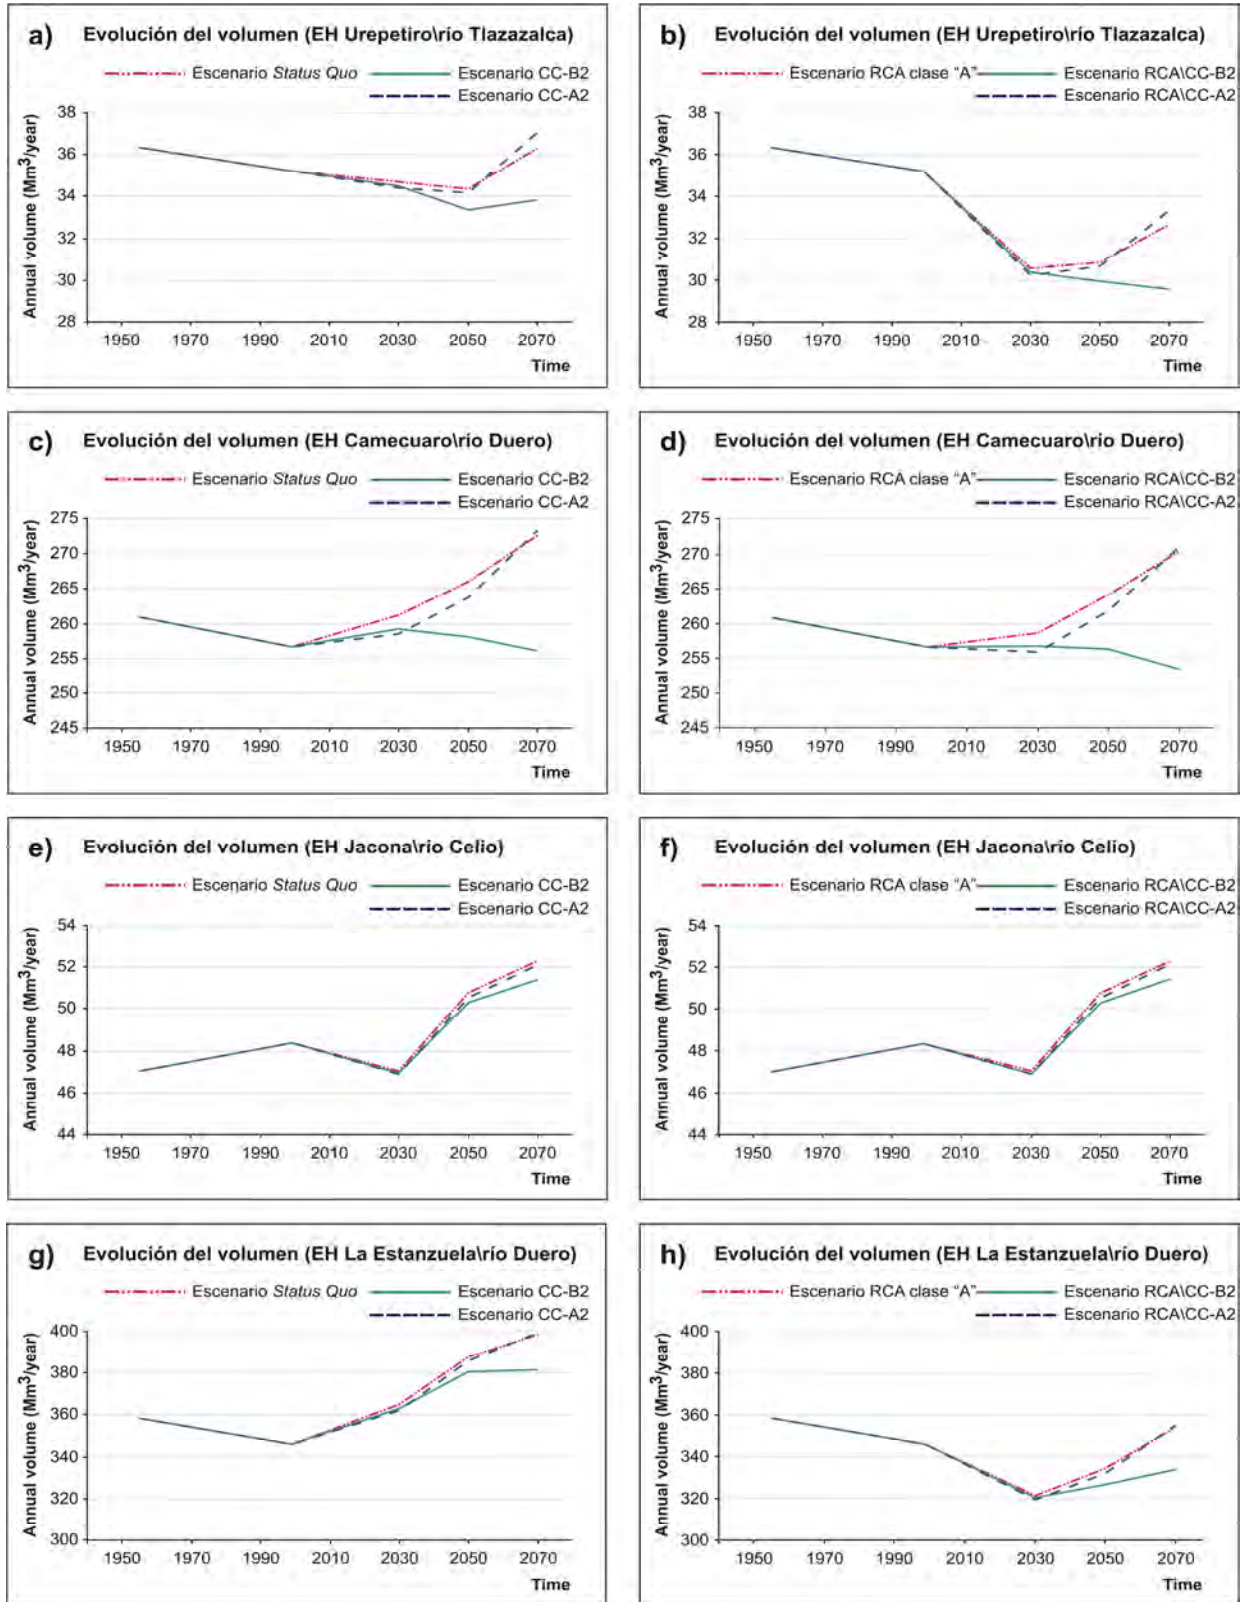 a) Evolución del volumen (EH Urepetiro\río Tlazazalca)
Escenario Status Quo
Escenario CC-B2
Escenario CC-A2
Annual volume (Mm3/year)
38
36
34
32
30
28
1950 1970 1990 2010 2030 2050 2070
Time
b) Evolución del volumen (EH Urepetiro\río Tlazazalca)
Escenario RCA clase “A”
Escenario RCA\CC-B2
Escenario RCA\CC-A2
Annual volume (Mm3/year)
38
36
34
32
30
28
1950 1970 1990 2010 2030 2050 2070
Time
c) Evolución del volumen (EH Camecuaro\río Duero)
Escenario Status Quo
Escenario CC-B2
Escenario CC-A2
Annual volume (Mm3/year)
275
270
265
260
255
250
245
1950 1970 1990 2010 2030 2050 2070
Time
d) Evolución del volumen (EH Camecuaro\río Duero)
Escenario RCA clase “A”
Escenario RCA\CC-B2
Escenario RCA\CC-A2
Annual volume (Mm3/year)
275
270
265
260
255
250
245
1950 1970 1990 2010 2030 2050 2070
Time
e) Evolución del volumen (EH Jacona\río Celio)
Escenario Status Quo
Escenario CC-B2
Escenario CC-A2
Annual volume (Mm3/year)
54
52
50
48
46
44
1950 1970 1990 2010 2030 2050 2070
Time
f) Evolución del volumen (EH Jacona\río Celio)
Escenario RCA clase “A”
Escenario RCA\CC-B2
Escenario RCA\CC-A2
Annual volume (Mm3/year)
54
52
50
48
46
44
1950 1970 1990 2010 2030 2050 2070
Time
g) Evolución del volumen (EH La Estanzuela\río Duero)
Escenario Status Quo
Escenario CC-B2
Escenario CC-A2
Annual volume (Mm3/year)
400
380
360
340
320
300
1950 1970 1990 2010 2030 2050 2070
Time
h) Evolución del volumen (EH La Estanzuela\río Duero)
Escenario RCA clase “A”
Escenario RCA\CC-B2
Escenario RCA\CC-A2
Annual volume (Mm3/year)
400
380
360
340
320
300
1950 1970 1990 2010 2030 2050 2070
Time